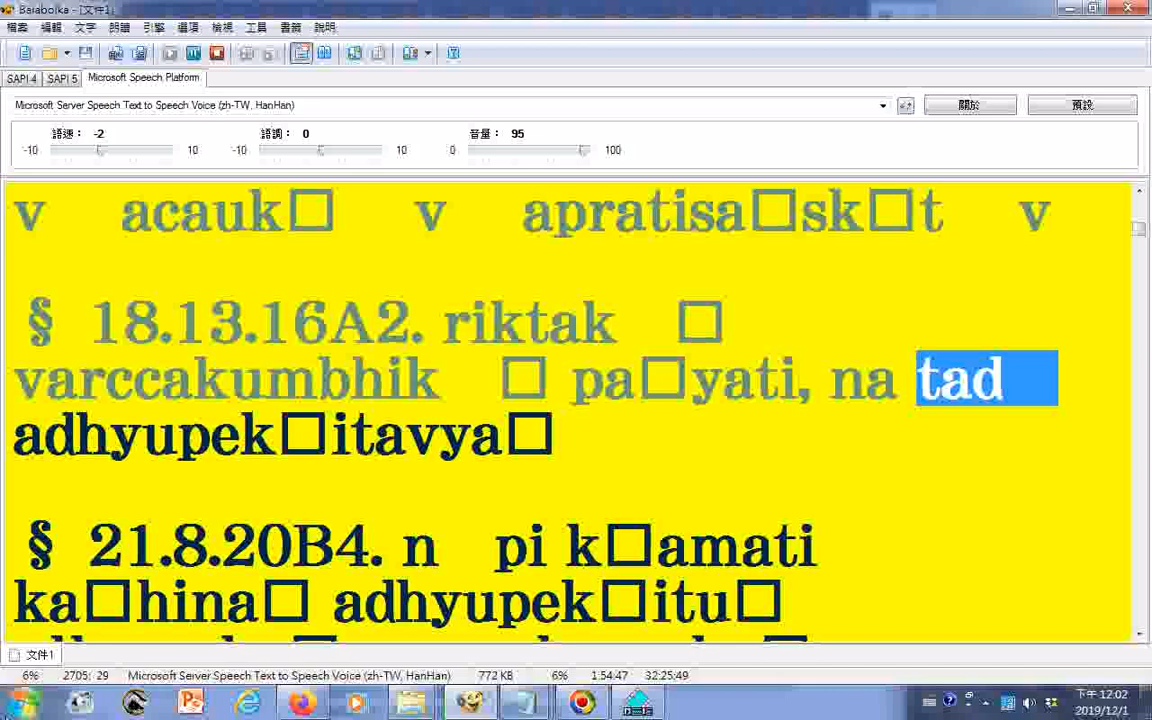 Balabolka - [文件1]
檔案 編輯 文字 朗讀 引擎 選項 檢視 工具 書籤 說明
SAPI 4 SAPI 5 Microsoft Speech Platform
Microsoft Server Speech Text to Speech Voice (zh-TW, HanHan) 關於 預設
語速： -2 語調： 0 音量： 95
-10 10 -10 10 0 100
v acauk□ v apratisa□sk□t v
§ 18.13.16A2. riktak □
varccakumbhik □ pa□yati, na tad
adhyupek□itavya□
§ 21.8.20B4. n pi k□amati
ka□hina□ adhyupek□itu□
文件1
6% 2705: 29 Microsoft Server Speech Text to Speech Voice (zh-TW, HanHan) 772 KB 6% 1:54:47 32:25:49
下午 12:02
2019/12/1